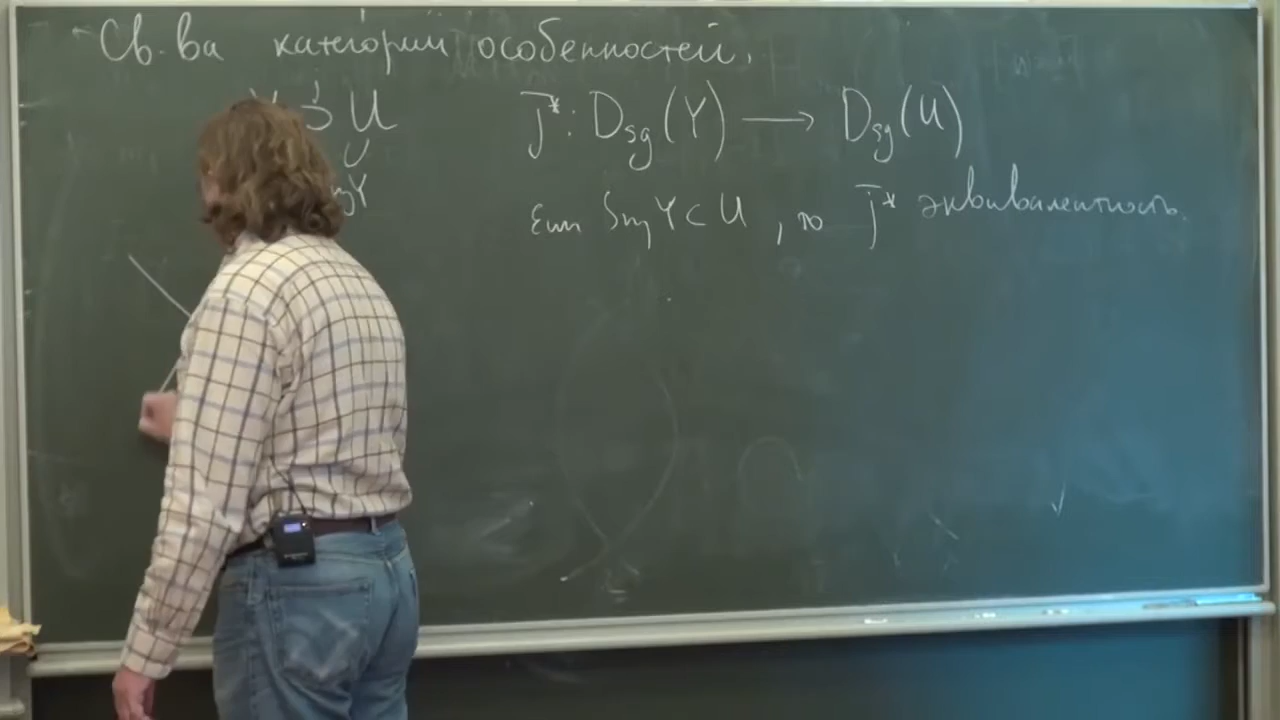 Св-ва категорий особенностей.
U j*: D_sg(Y) ⟶ D_sg(U)
∪
Y Если Sing Y ⊂ U, то j* эквивалентность.